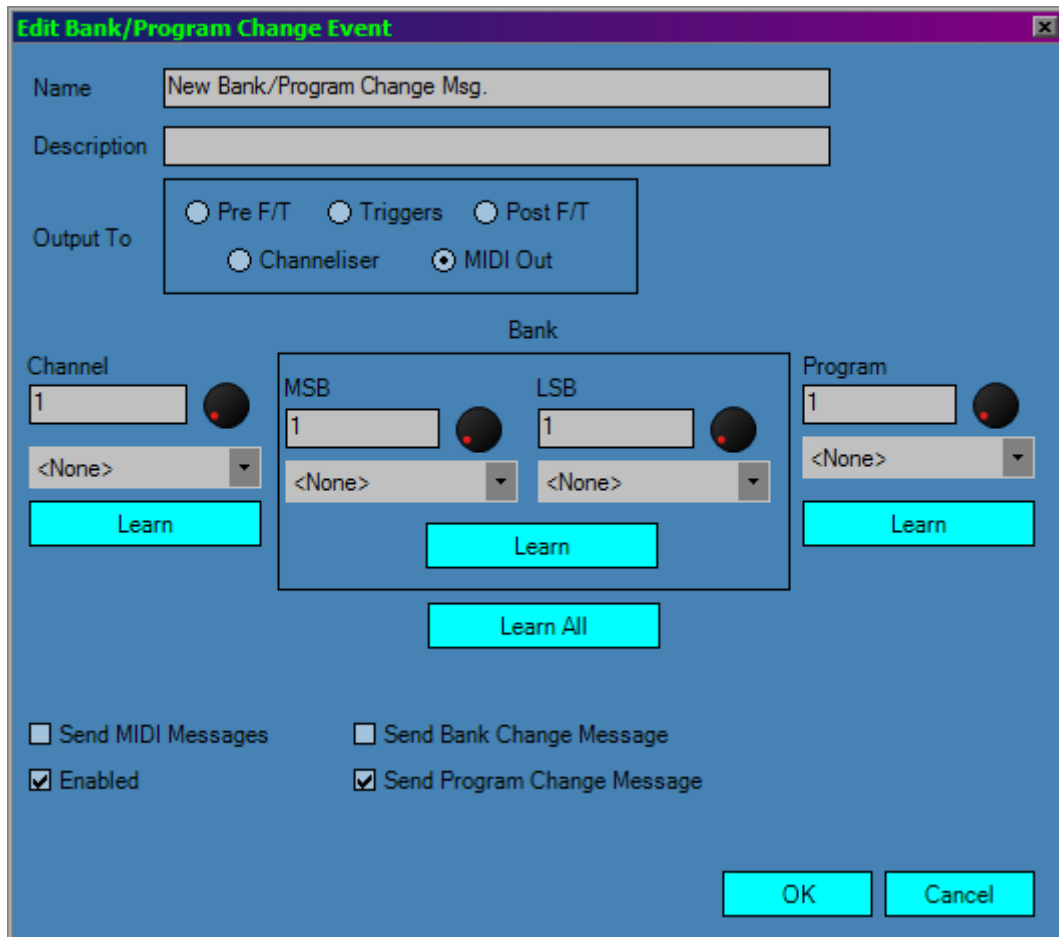 Edit Bank/Program Change Event
Name New Bank/Program Change Msg.
Description
Output To
Pre F/T Triggers Post F/T
Channeliser MIDI Out
Bank
Channel
1
<None>
Learn
MSB LSB
1 1
<None> <None>
Learn
Program
1
<None>
Learn
Learn All
Send MIDI Messages Send Bank Change Message
Enabled Send Program Change Message
OK Cancel